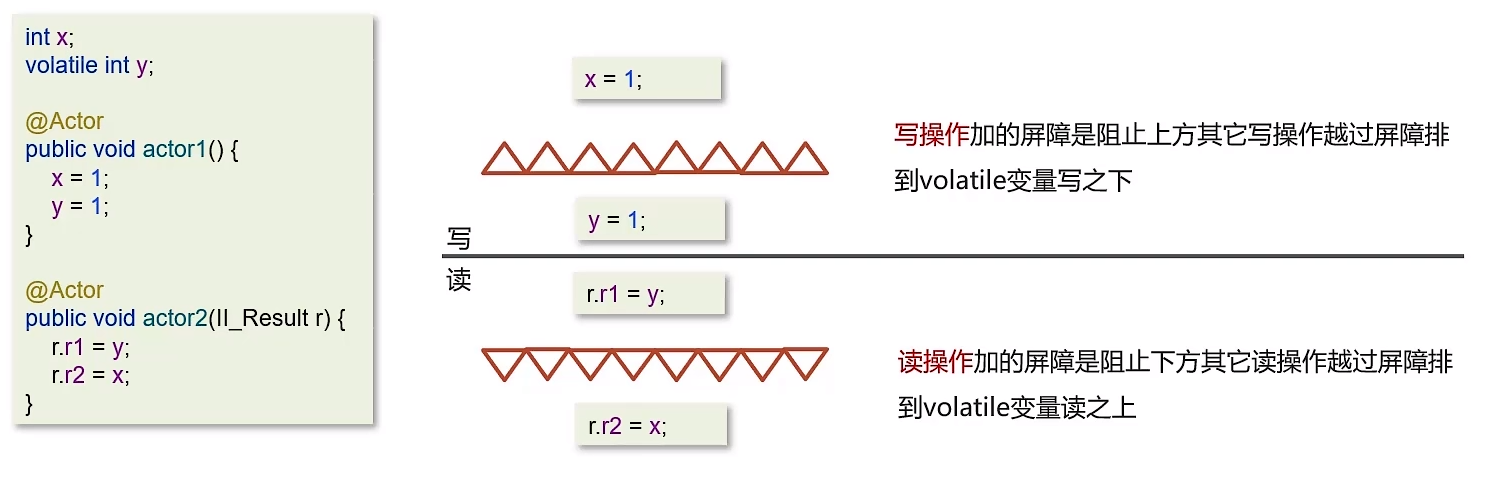 int x;
volatile int y;
@Actor
public void actor1() {
x = 1;
y = 1;
}
@Actor
public void actor2(II_Result r) {
r.r1 = y;
r.r2 = x;
}
x = 1;
y = 1;
写
读
r.r1 = y;
r.r2 = x;
写操作加的屏障是阻止上方其它写操作越过屏障排
到volatile变量写之下
读操作加的屏障是阻止下方其它读操作越过屏障排
到volatile变量读之上